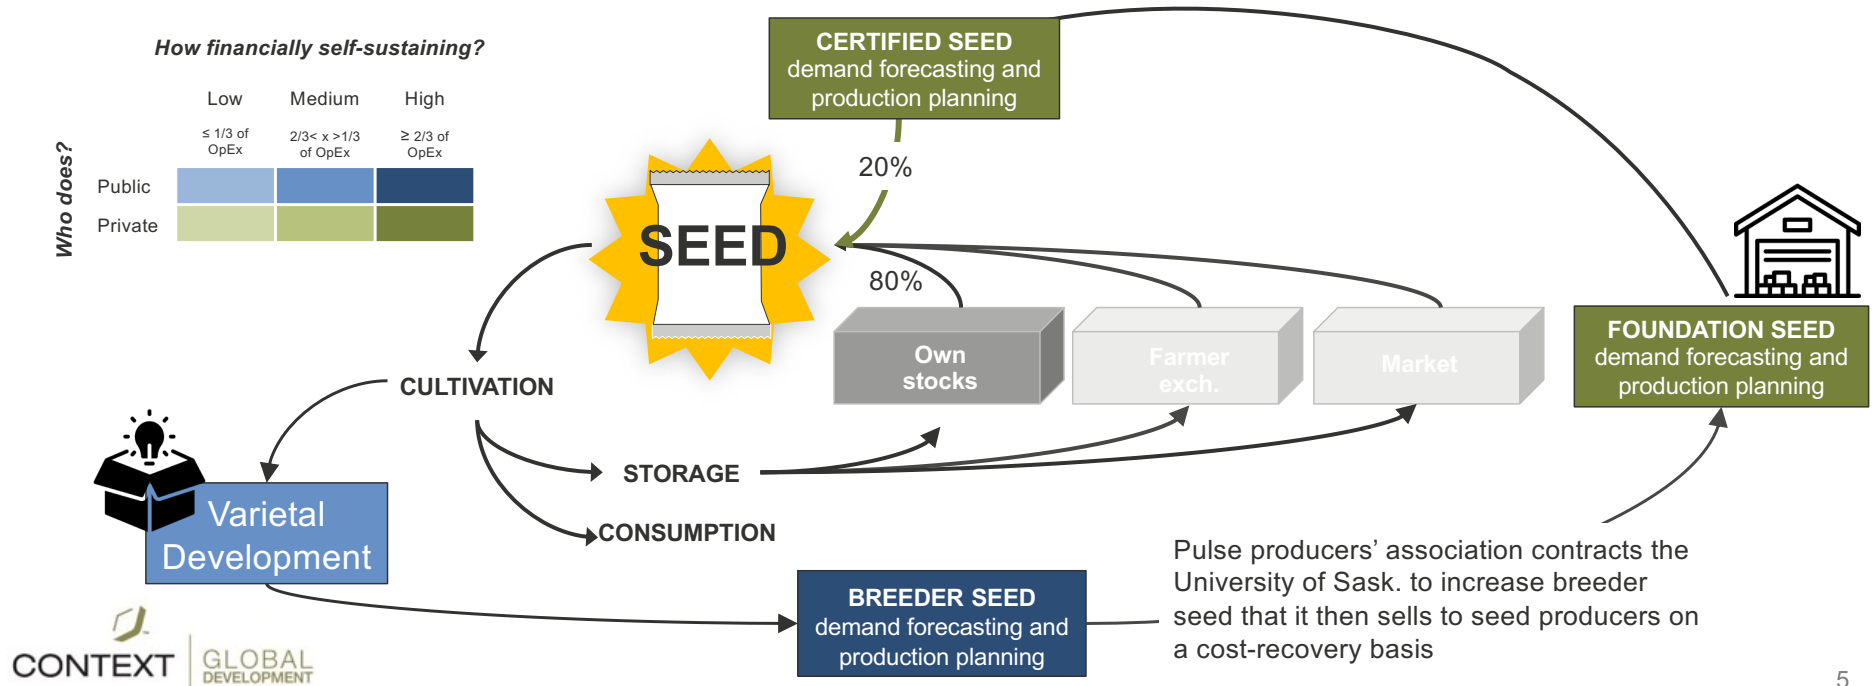 How financially self-sustaining?
Low
Medium
High
≤ 1/3 of
OpEx
2/3< x >1/3
of OpEx
≥ 2/3 of
OpEx
Who does?
Public
Private
CERTIFIED SEED
demand forecasting and
production planning
20%
SEED
80%
Own
stocks
Farmer
exch.
Market
FOUNDATION SEED
demand forecasting and
production planning
CULTIVATION
STORAGE
CONSUMPTION
Varietal
Development
BREEDER SEED
demand forecasting and
production planning
Pulse producers’ association contracts the
University of Sask. to increase breeder
seed that it then sells to seed producers on
a cost-recovery basis
CONTEXT
GLOBAL
DEVELOPMENT
5